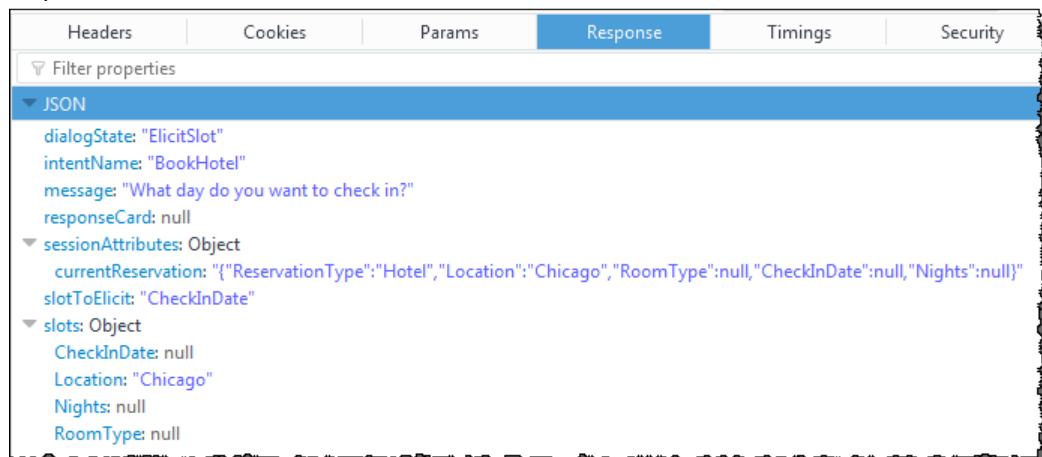 Headers Cookies Params Response Timings Security
Filter properties
JSON
dialogState: "ElicitSlot"
intentName: "BookHotel"
message: "What day do you want to check in?"
responseCard: null
sessionAttributes: Object
currentReservation: "{"ReservationType":"Hotel","Location":"Chicago","RoomType":null,"CheckInDate":null,"Nights":null}"
slotToElicit: "CheckInDate"
slots: Object
CheckInDate: null
Location: "Chicago"
Nights: null
RoomType: null